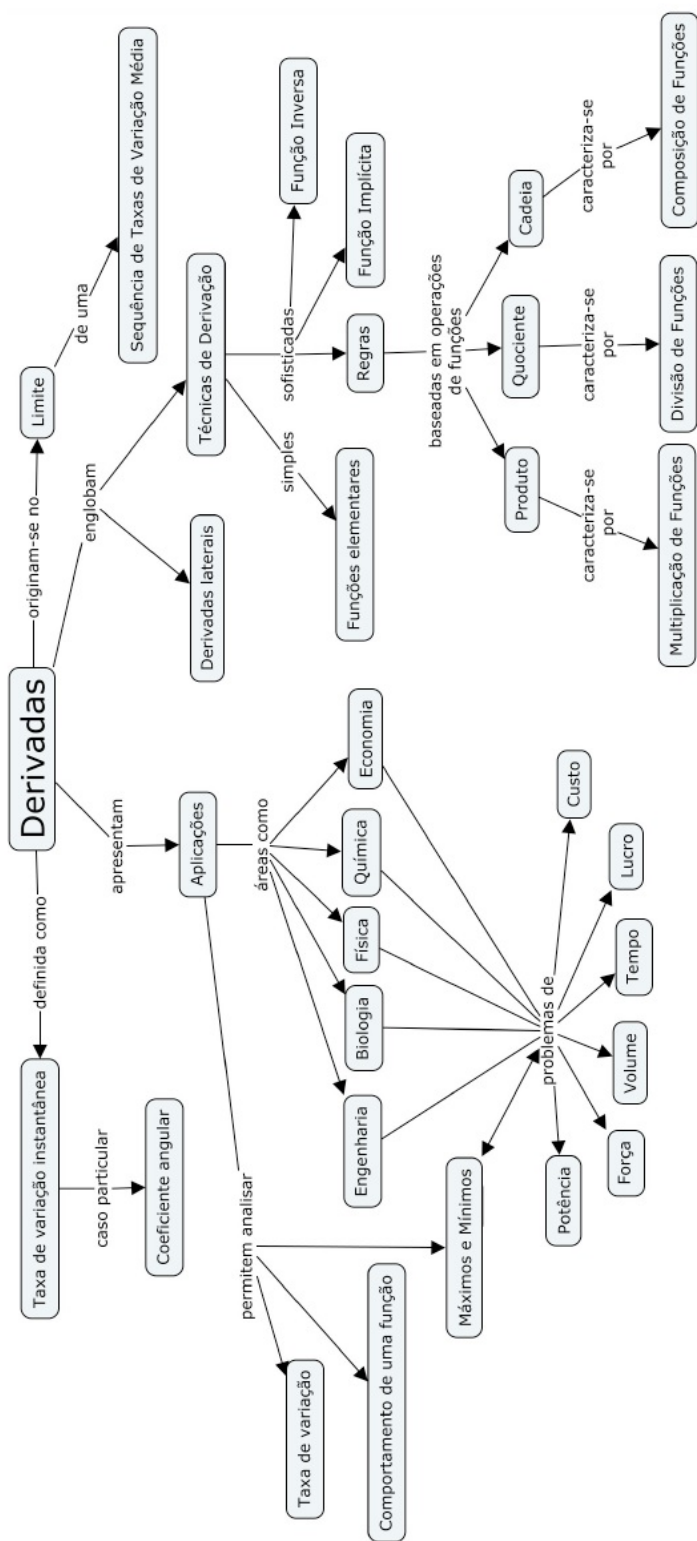 Derivadas
definida como
apresentam
englobam
originam-se no
Limite
de uma
Sequência de Taxas de Variação Média
Taxa de variação instantânea
caso particular
Coeficiente angular
Aplicações
permitem analisar
Taxa de variação
Comportamento de uma função
Máximos e Mínimos
áreas como
Engenharia
Biologia
Física
Química
Economia
problemas de
Potência
Força
Volume
Tempo
Lucro
Custo
Derivadas laterais
Técnicas de Derivação
simples
Funções elementares
sofisticadas
Regras
Função Implícita
Função Inversa
baseadas em operações
de funções
Produto
Quociente
Cadeia
caracteriza-se
por
Multiplicação de Funções
caracteriza-se
por
Divisão de Funções
caracteriza-se
por
Composição de Funções